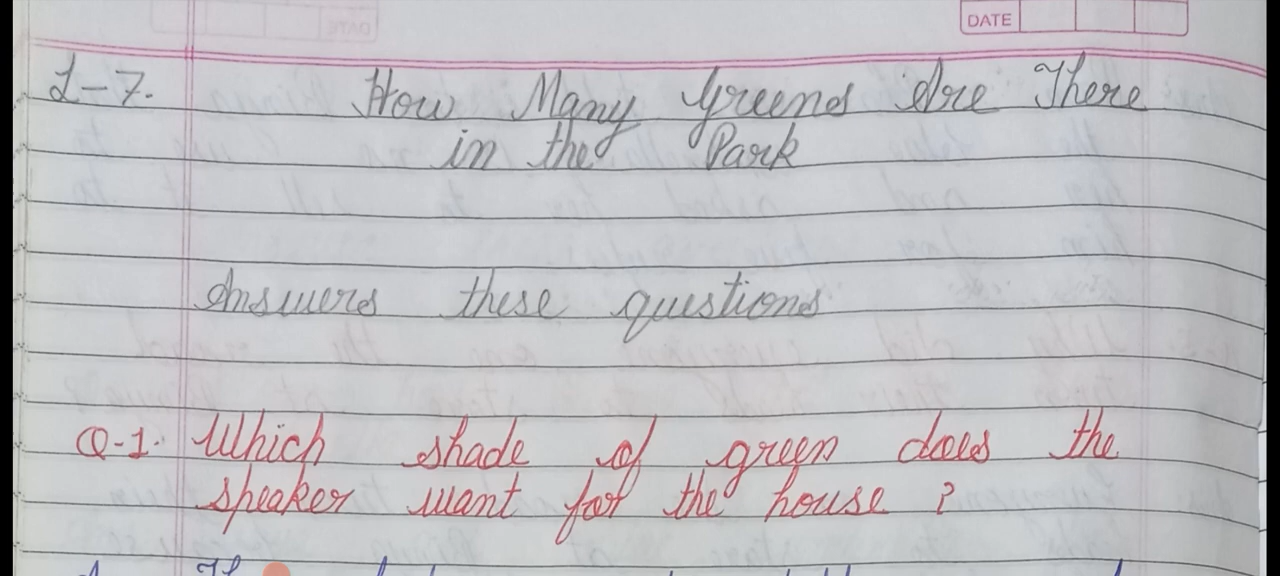 DATE
L-7. How Many Greens Are There
in the Park
Answers these questions
Q-1. Which shade of green does the
speaker want for the house ?